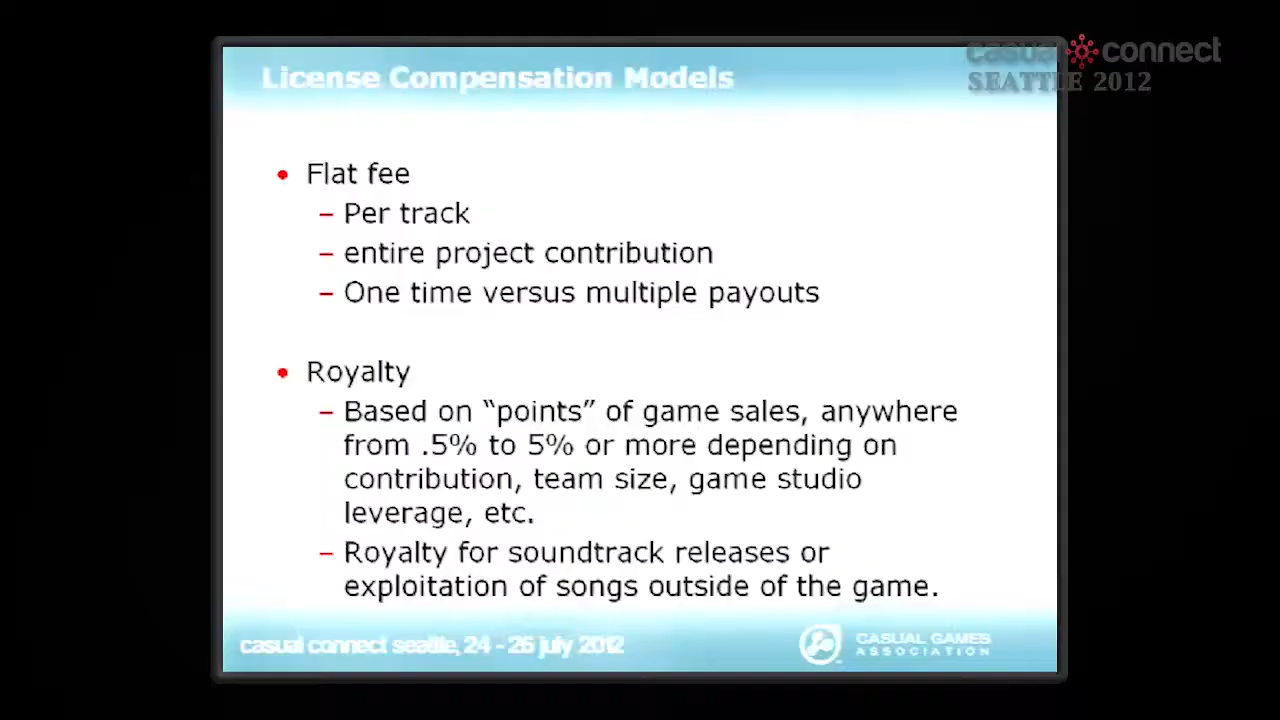 casual connect
SEATTLE 2012
License Compensation Models
• Flat fee
– Per track
– entire project contribution
– One time versus multiple payouts
• Royalty
– Based on “points” of game sales, anywhere
from .5% to 5% or more depending on
contribution, team size, game studio
leverage, etc.
– Royalty for soundtrack releases or
exploitation of songs outside of the game.
casual connect seattle, 24 - 26 july 2012
CASUAL GAMES
ASSOCIATION